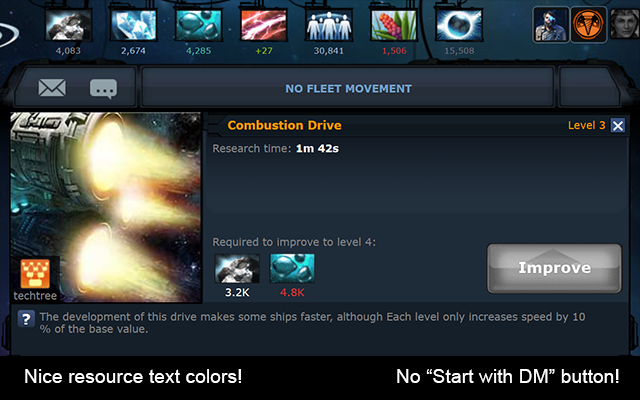 4,083 2,674 4,285 +27 30,841 1,506 15,508
NO FLEET MOVEMENT
Combustion Drive Level 3
Research time: 1m 42s
Required to improve to level 4:
Improve
3.2K 4.8K
techtree
? The development of this drive makes some ships faster, although Each level only increases speed by 10
% of the base value.
Nice resource text colors! No “Start with DM” button!